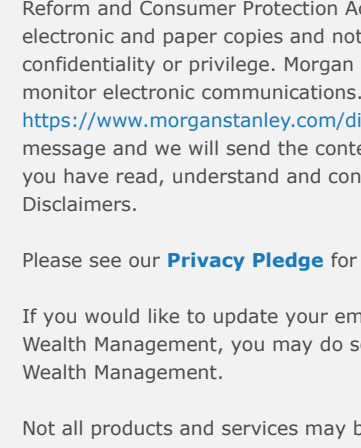 Reform and Consumer Protection A
electronic and paper copies and not
confidentiality or privilege. Morgan
monitor electronic communications.
https://www.morganstanley.com/di
message and we will send the conte
you have read, understand and con
Disclaimers.
Please see our Privacy Pledge for
If you would like to update your em
Wealth Management, you may do s
Wealth Management.
Not all products and services may b